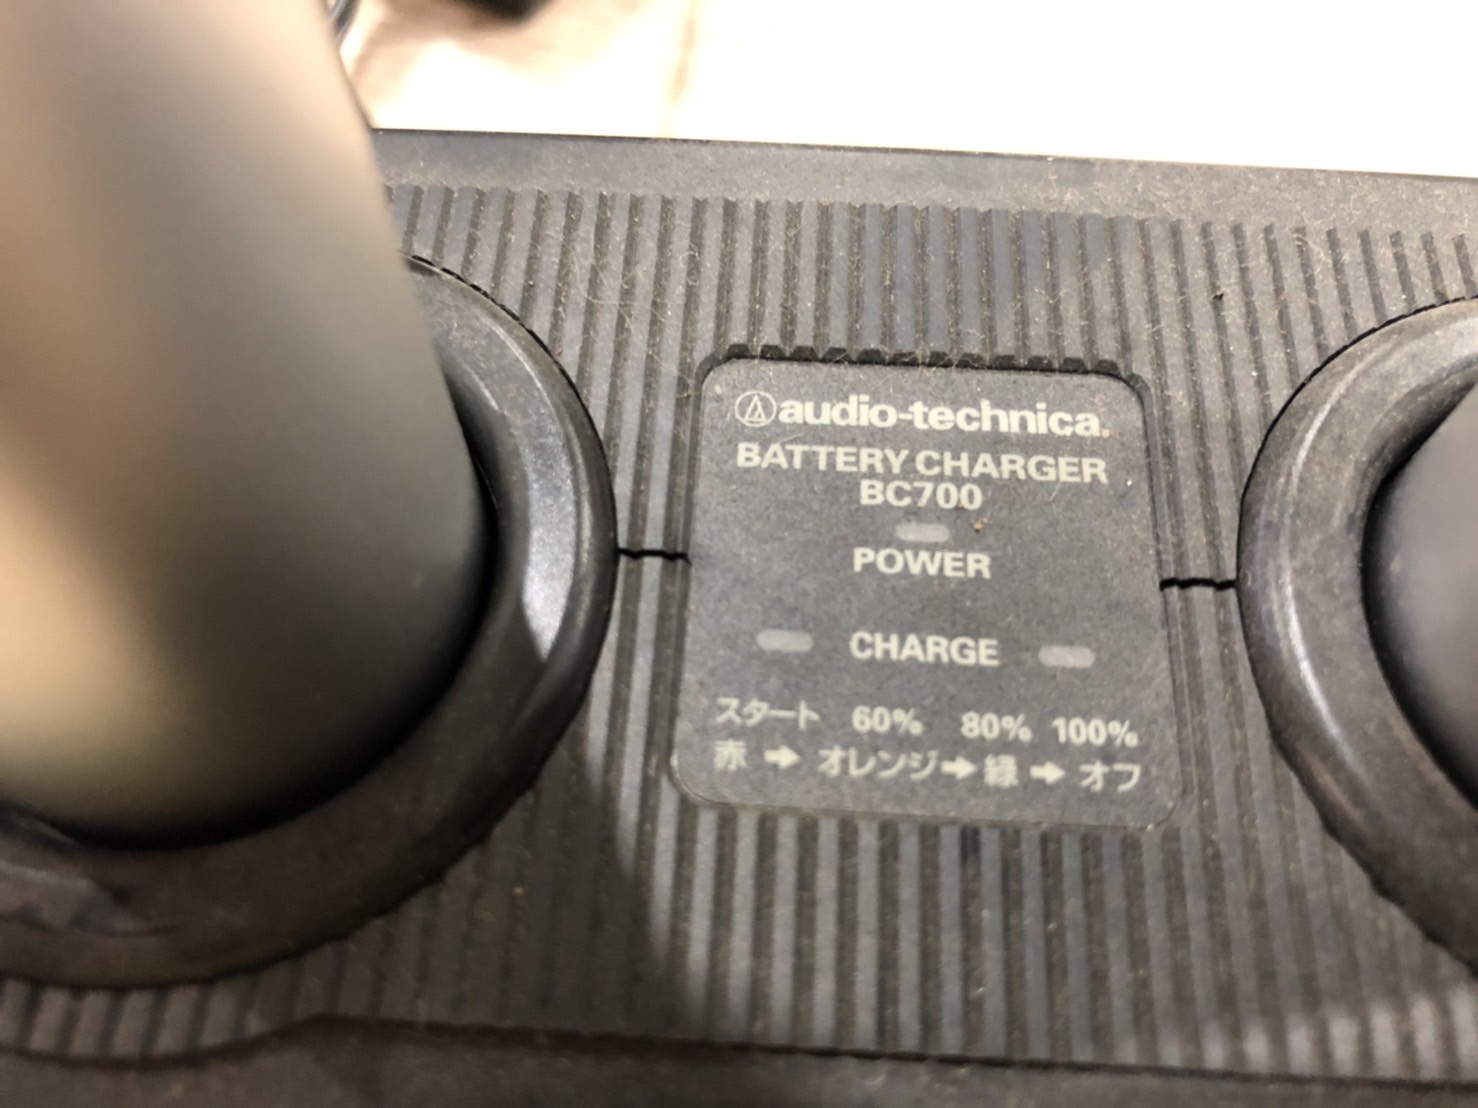 audio-technica.
BATTERY CHARGER
BC700
POWER
CHARGE
スタート 60% 80% 100%
赤 ➡ オレンジ ➡ 緑 ➡ オフ